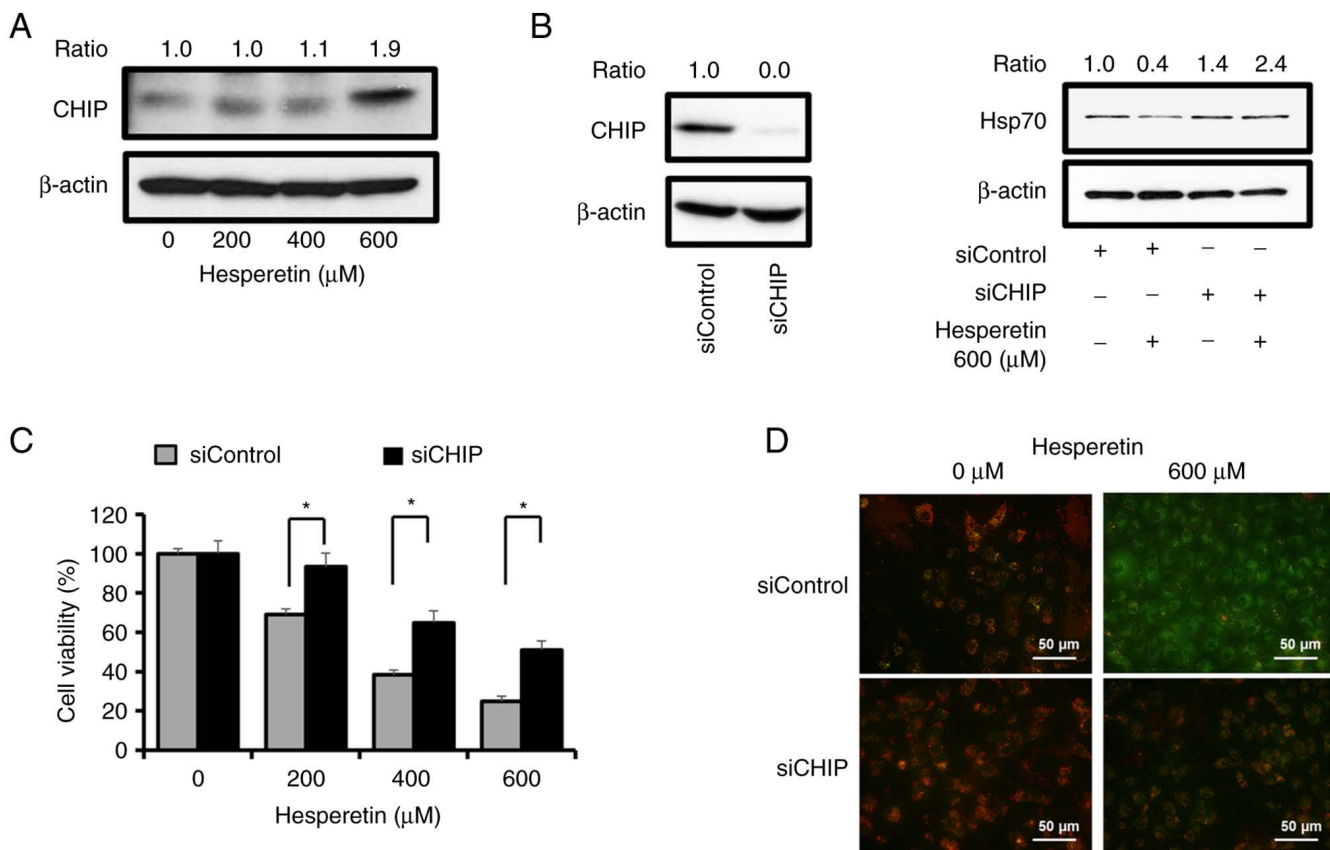 A
Ratio 1.0 1.0 1.1 1.9
CHIP
β-actin
0 200 400 600
Hesperetin (μM)
B
Ratio 1.0 0.0
CHIP
β-actin
siControl siCHIP
Ratio 1.0 0.4 1.4 2.4
Hsp70
β-actin
siControl + + – –
siCHIP – – + +
Hesperetin
600 (μM) – + – +
C
siControl siCHIP
Cell viability (%)
120
100
80
60
40
20
0
* * *
0 200 400 600
Hesperetin (μM)
D
Hesperetin
0 μM 600 μM
siControl
50 μm 50 μm
siCHIP
50 μm 50 μm